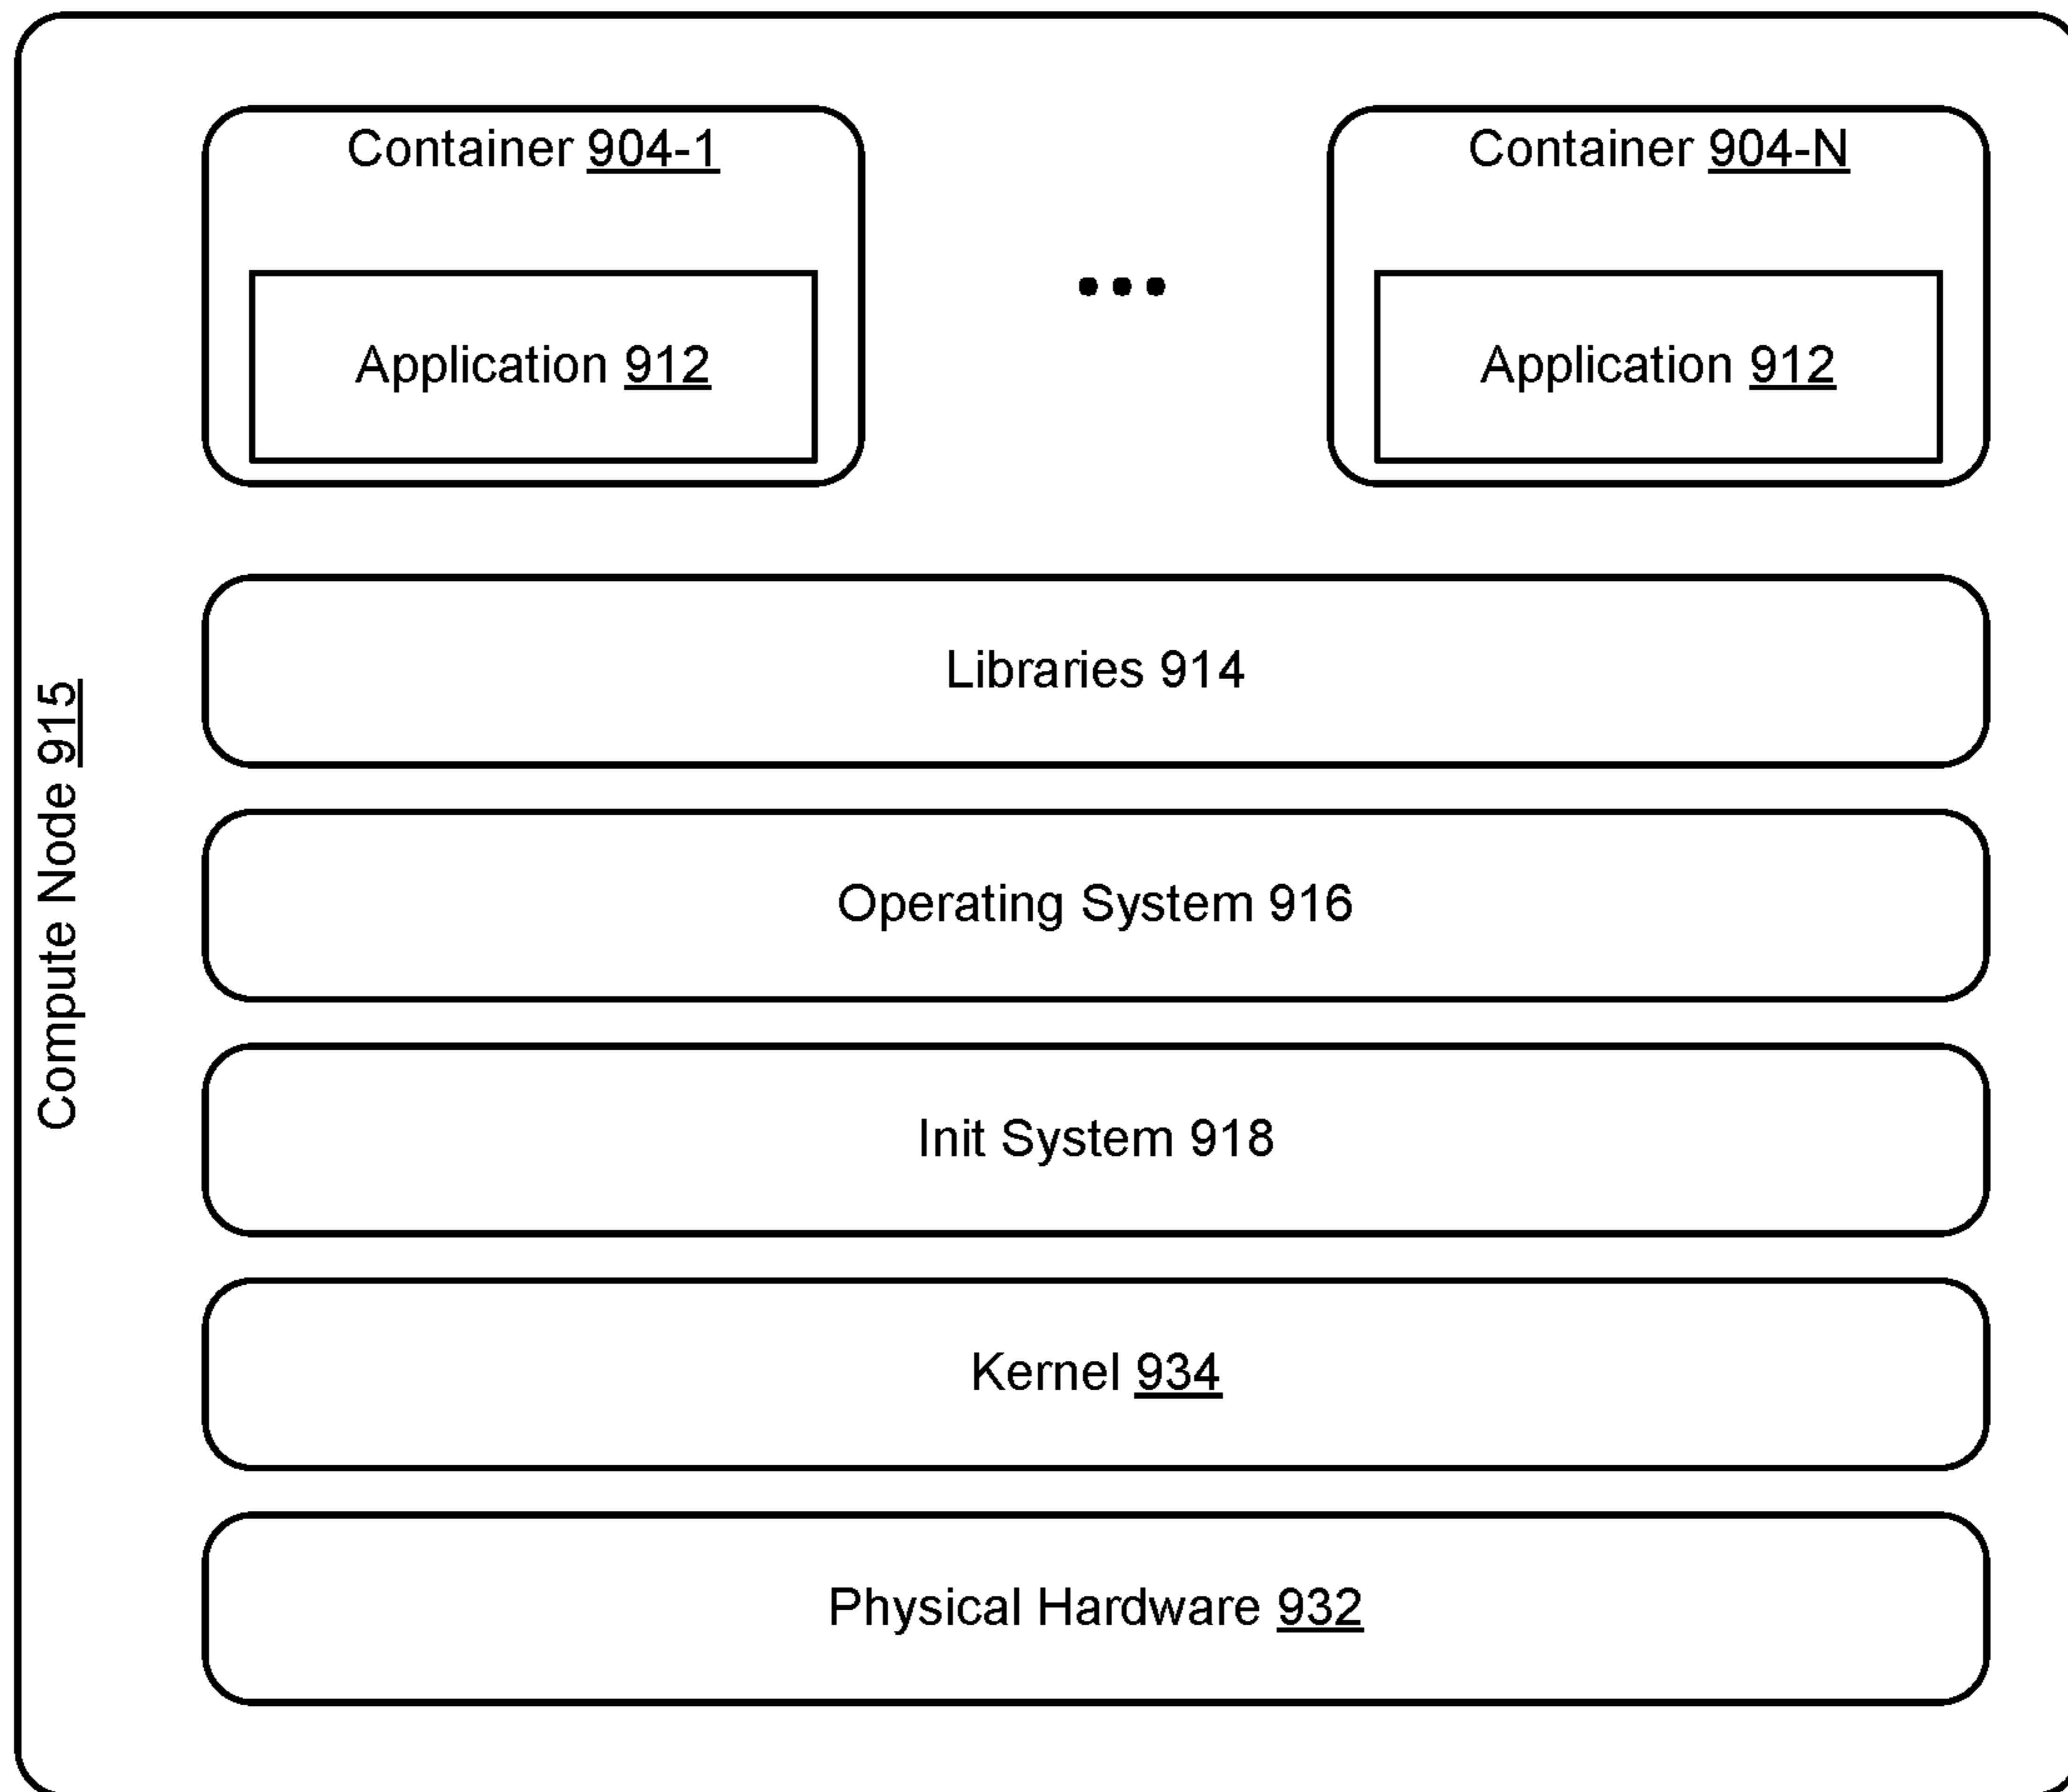 Container 904-1
Container 904-N
Application 912
Application 912
Libraries 914
Operating System 916
Init System 918
Kernel 934
Physical Hardware 932
Compute Node 915